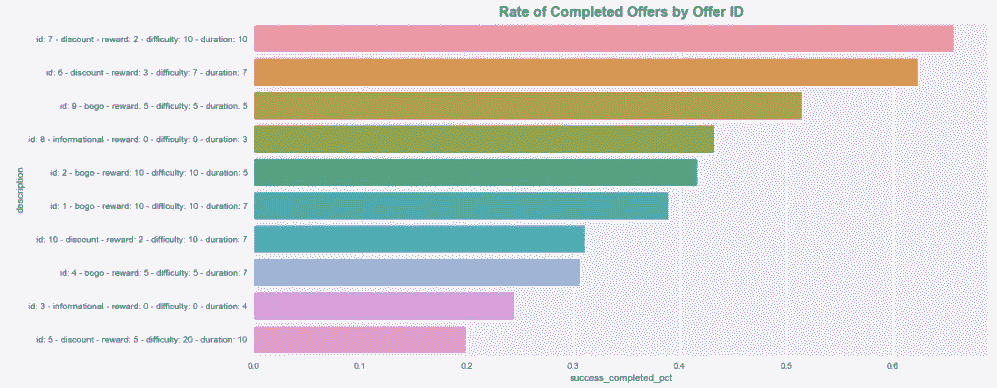 Rate of Completed Offers by Offer ID
id: 7 - discount - reward: 2 - difficulty: 10 - duration: 10
id: 6 - discount - reward: 3 - difficulty: 7 - duration: 7
id: 9 - bogo - reward: 5 - difficulty: 5 - duration: 5
id: 8 - informational - reward: 0 - difficulty: 0 - duration: 3
id: 2 - bogo - reward: 10 - difficulty: 10 - duration: 5
id: 1 - bogo - reward: 10 - difficulty: 10 - duration: 7
id: 10 - discount - reward: 2 - difficulty: 10 - duration: 7
id: 4 - bogo - reward: 5 - difficulty: 5 - duration: 7
id: 3 - informational - reward: 0 - difficulty: 0 - duration: 4
id: 5 - discount - reward: 5 - difficulty: 20 - duration: 10
description
0.0 0.1 0.2 0.3 0.4 0.5 0.6
success_completed_pct